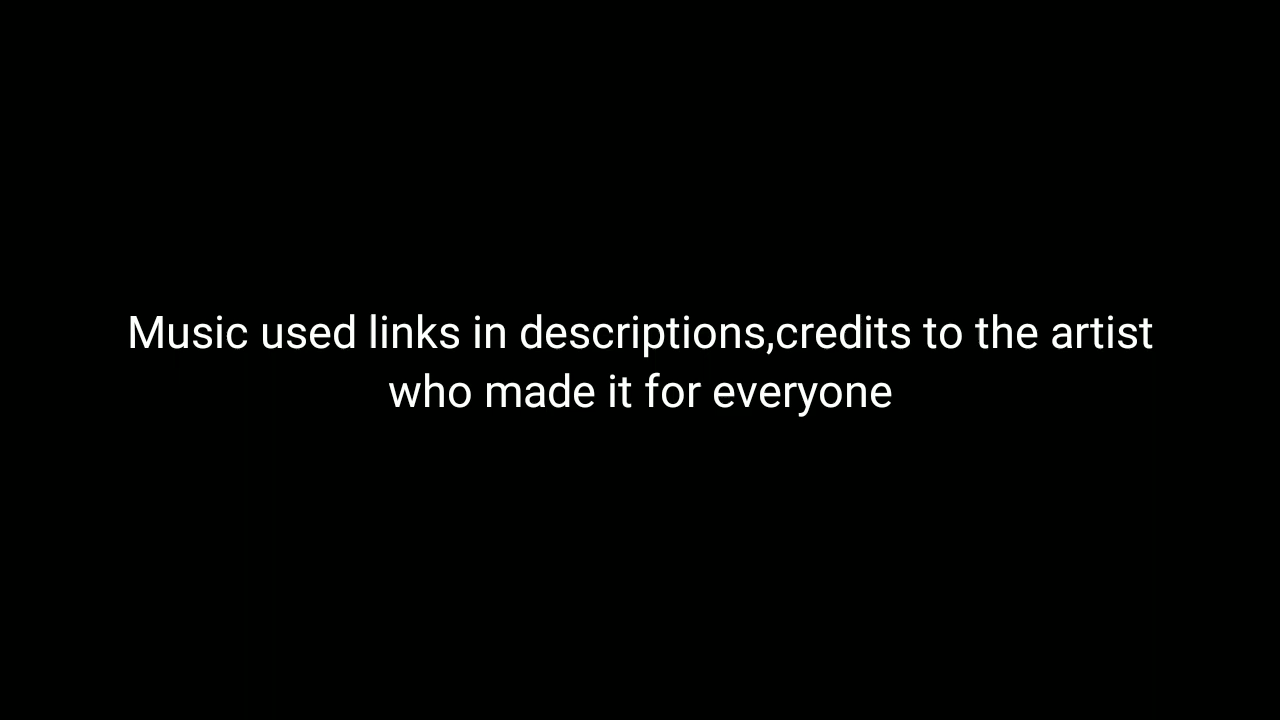 Music used links in descriptions,credits to the artist
who made it for everyone